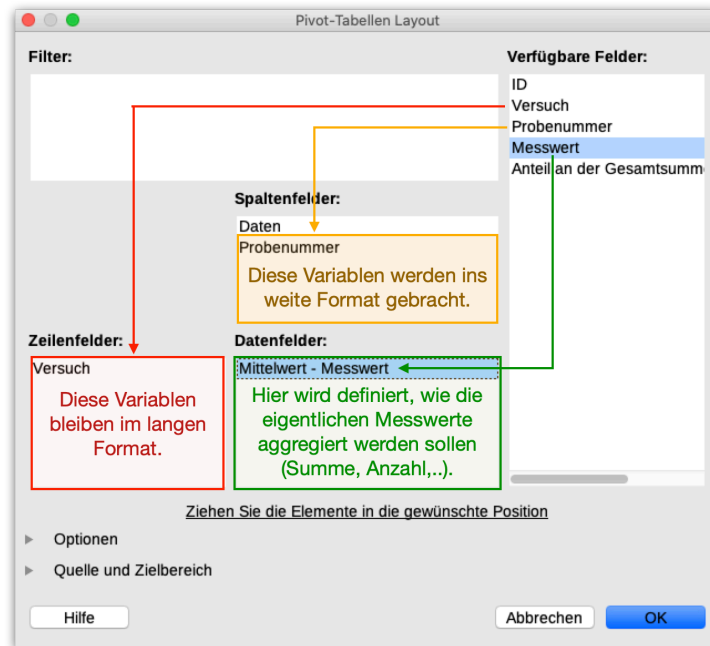 Pivot-Tabellen Layout
Filter:
Verfügbare Felder:
ID
Versuch
Probenummer
Messwert
Anteil an der Gesamtsumm
Spaltenfelder:
Daten
Probenummer
Diese Variablen werden ins
weite Format gebracht.
Zeilenfelder:
Versuch
Diese Variablen
bleiben im langen
Format.
Datenfelder:
Mittelwert - Messwert
Hier wird definiert, wie die
eigentlichen Messwerte
aggregiert werden sollen
(Summe, Anzahl,..).
Ziehen Sie die Elemente in die gewünschte Position
Optionen
Quelle und Zielbereich
Hilfe
Abbrechen
OK